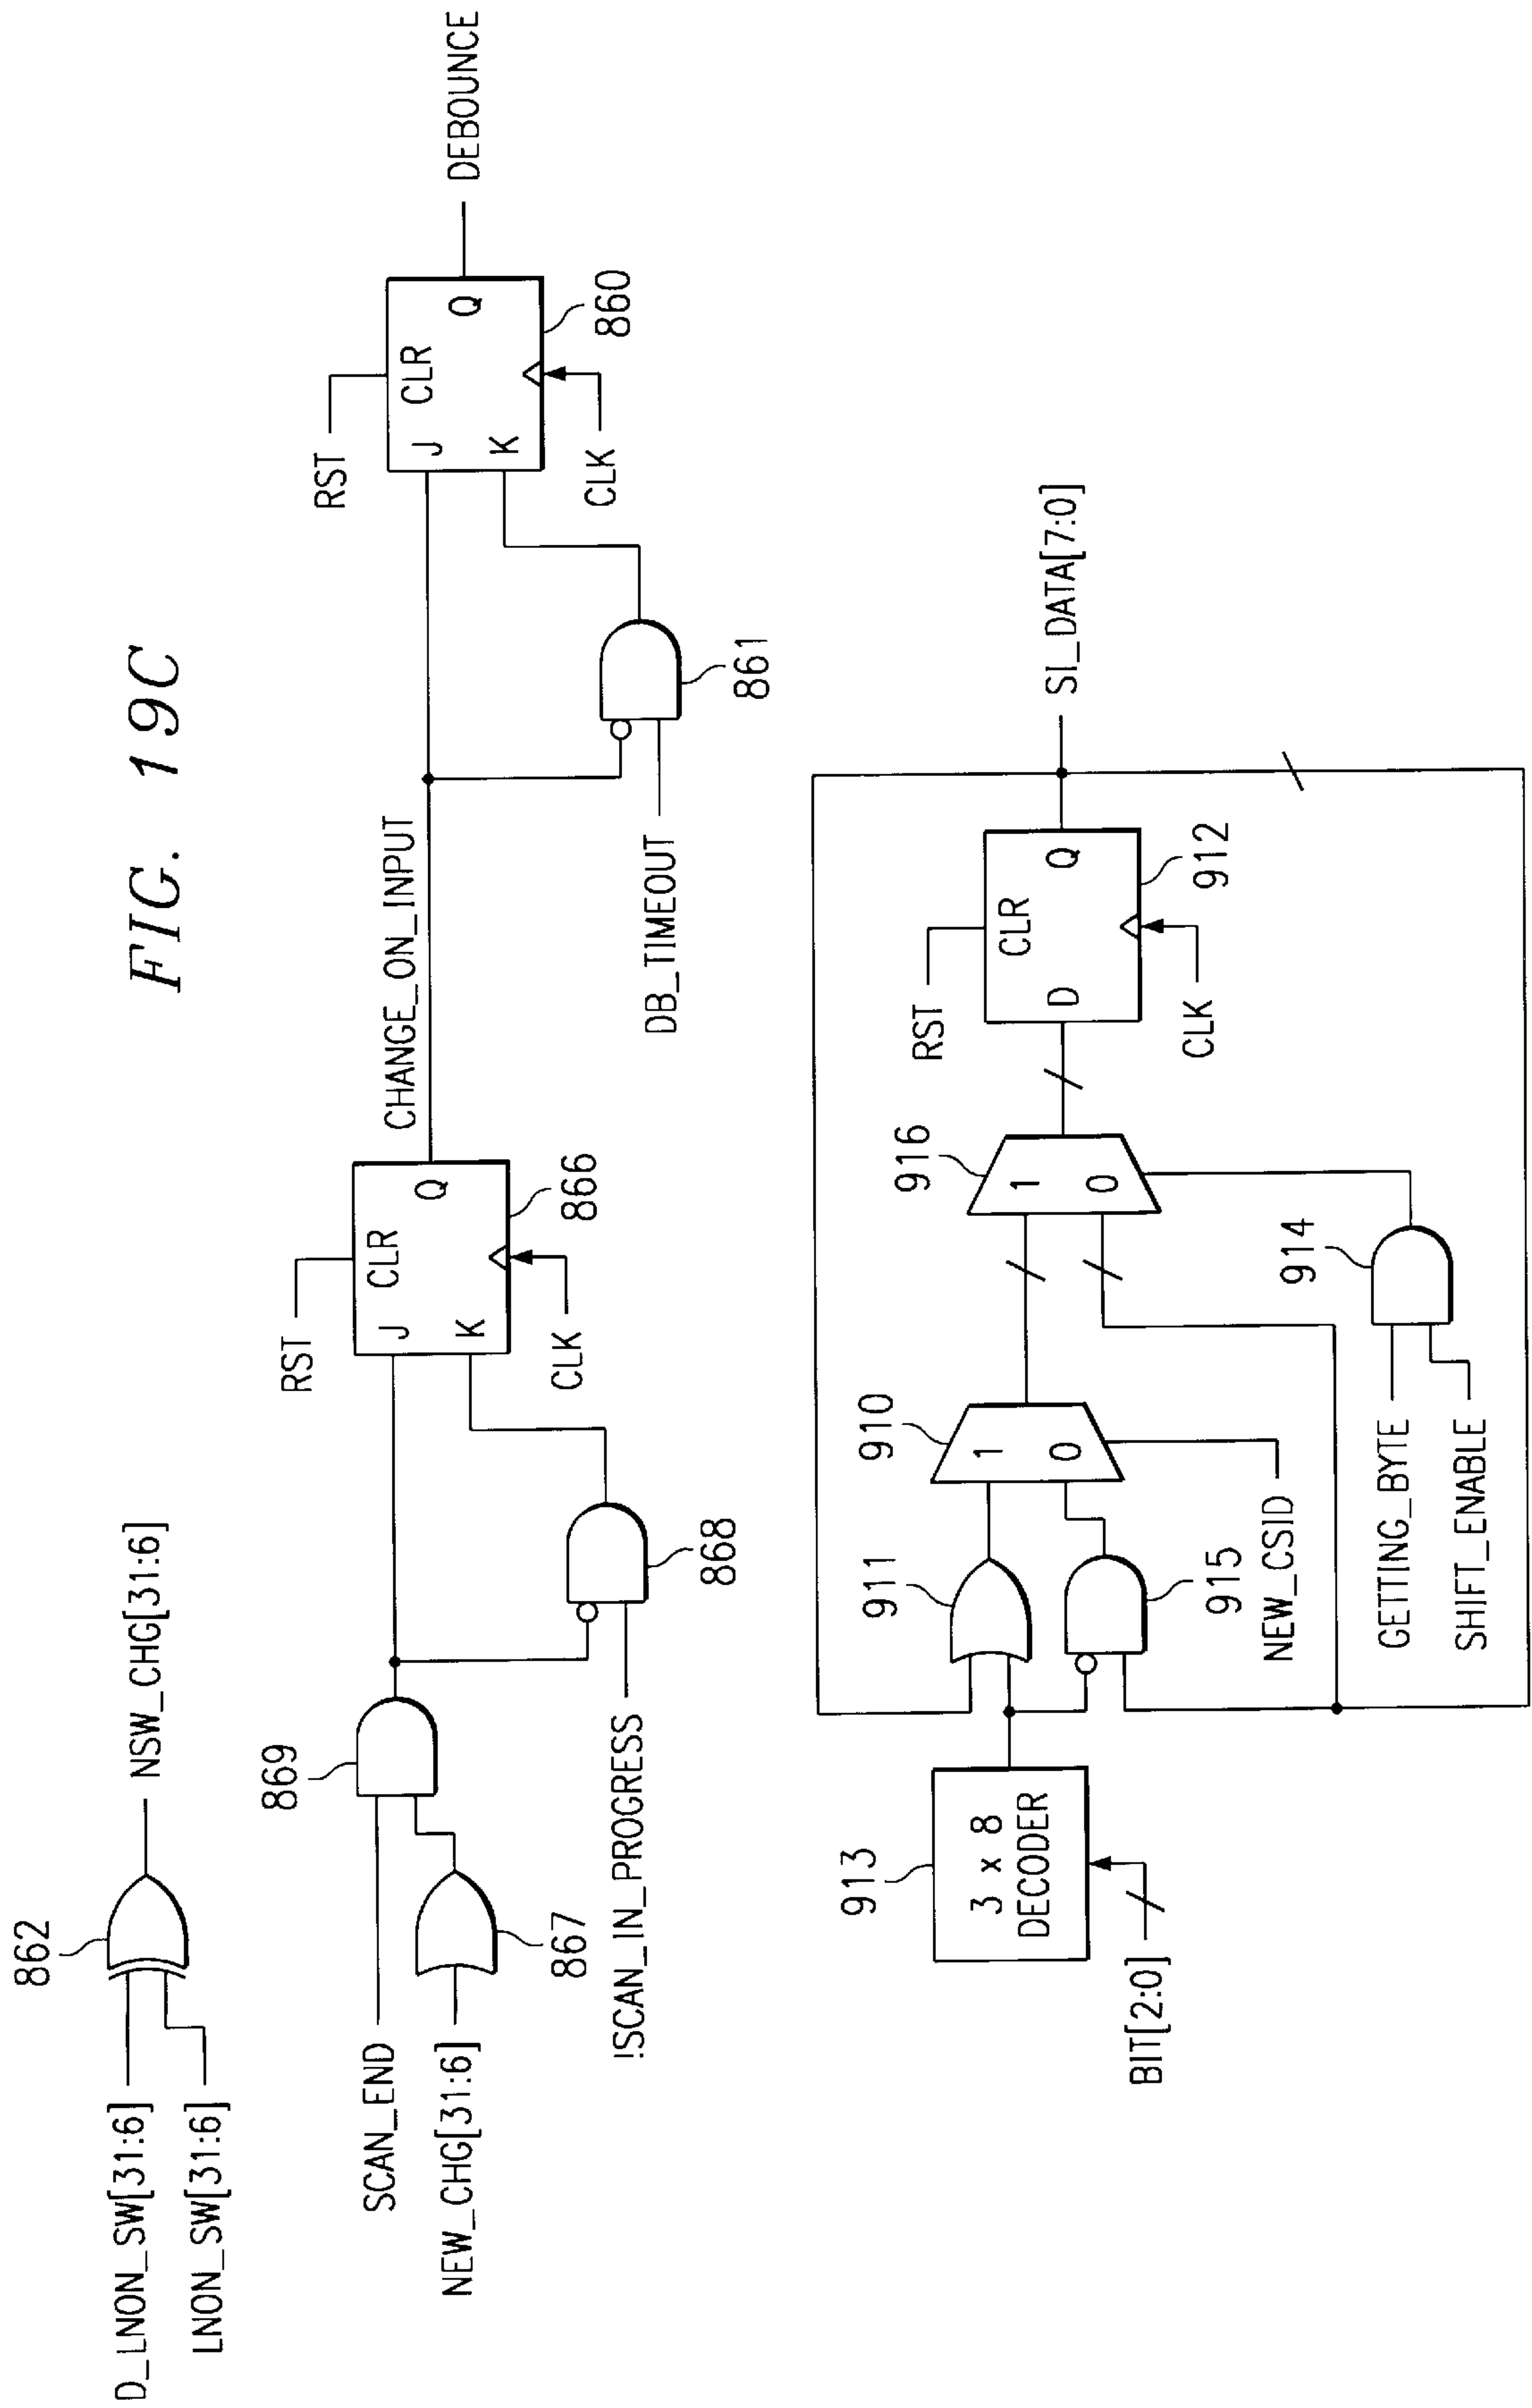 FIG. 19C
862
D_LNON_SW[31:6]
LNON_SW[31:6]
NSW_CHG[31:6]
869
SCAN_END
NEW_CHG[31:6]
867
!SCAN_IN_PROGRESS
868
RST
J
CLR
Q
K
866
CLK
CHANGE_ON_INPUT
DB_TIMEOUT
861
RST
J
CLR
Q
K
860
CLK
DEBOUNCE
913
3 x 8
DECODER
BIT[2:0]
911
915
910
1
0
NEW_CSID
916
1
0
914
GETTING_BYTE
SHIFT_ENABLE
RST
CLR
D
Q
912
CLK
SI_DATA[7:0]